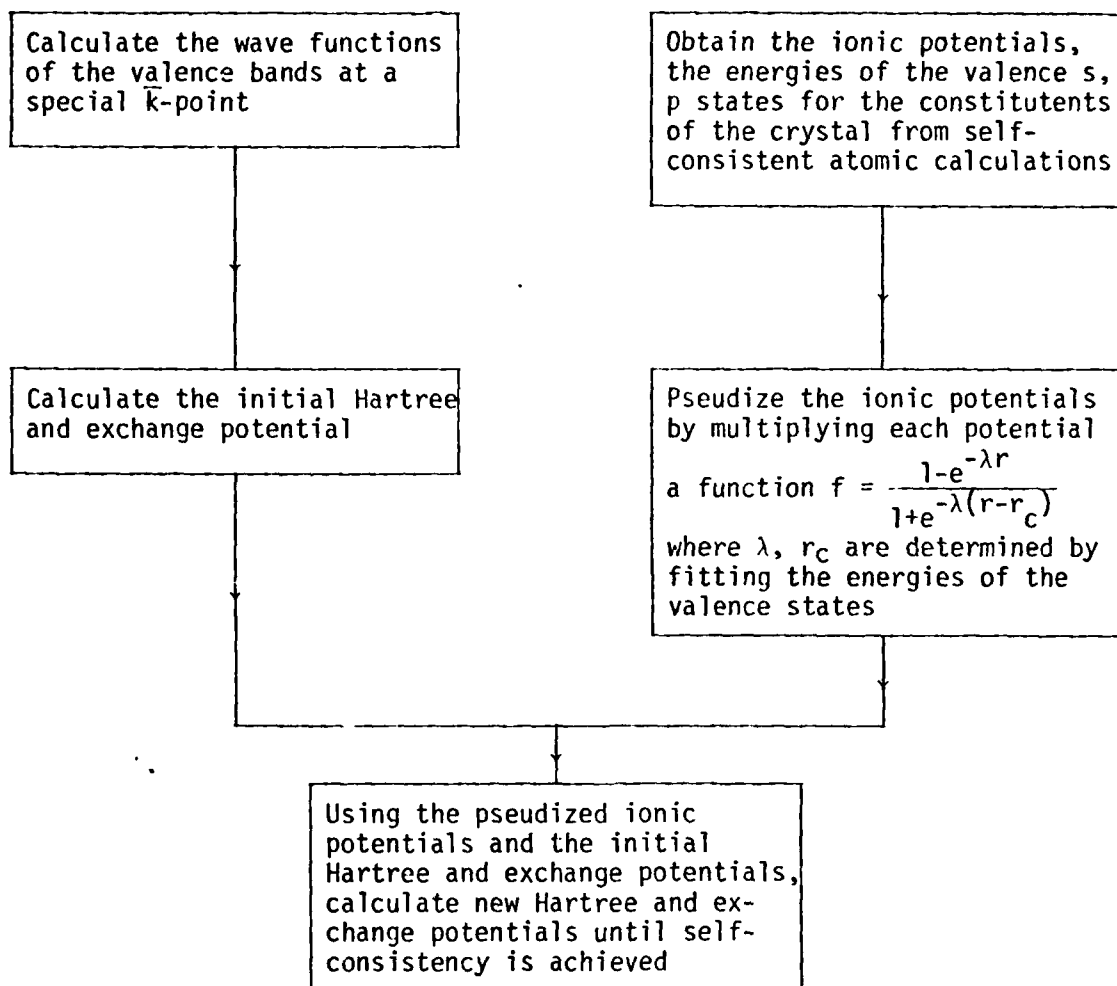 Calculate the wave functions
of the valence bands at a
special k̄-point
Obtain the ionic potentials,
the energies of the valence s,
p states for the constitutents
of the crystal from self-
consistent atomic calculations
Calculate the initial Hartree
and exchange potential
Pseudize the ionic potentials
by multiplying each potential
a function f = \frac{1-e^{-λr}}{1+e^{-λ(r-r_c)}}
where λ, r_c are determined by
fitting the energies of the
valence states
Using the pseudized ionic
potentials and the initial
Hartree and exchange potentials,
calculate new Hartree and ex-
change potentials until self-
consistency is achieved